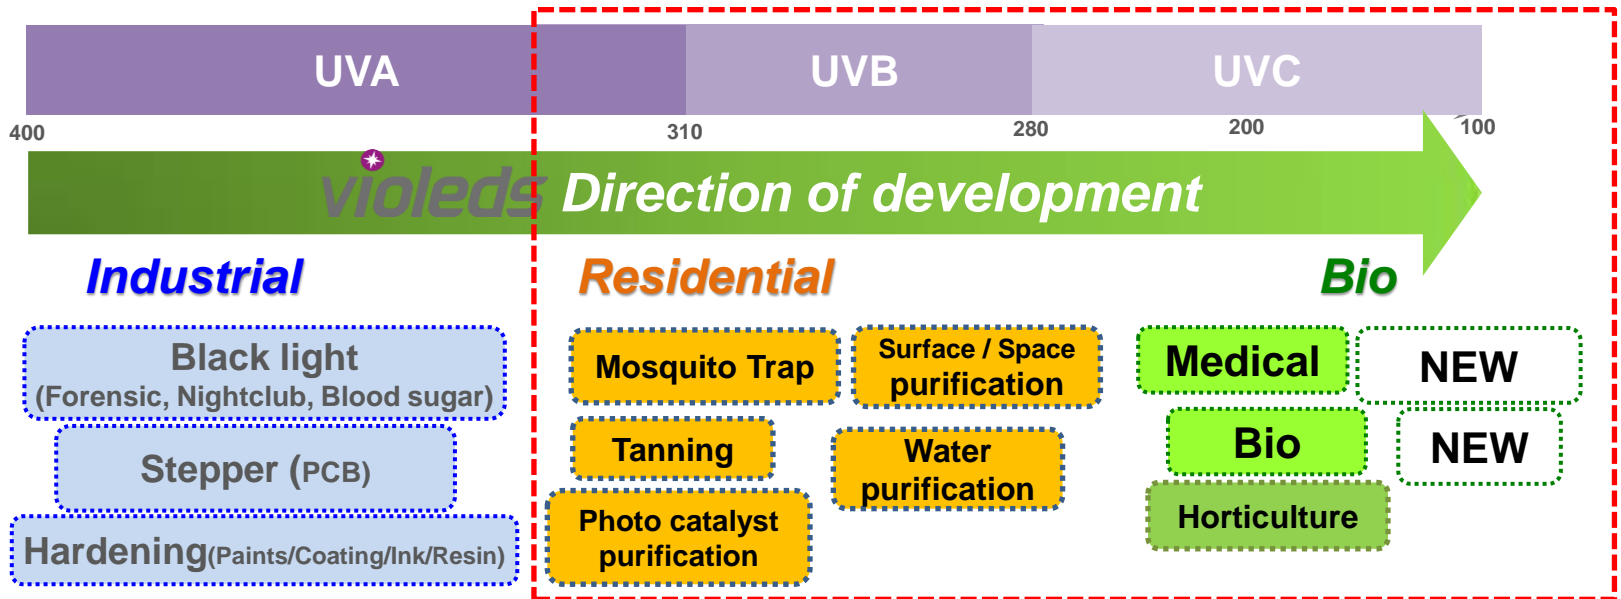 UVA UVB UVC
400 310 280 200 100
violeds Direction of development
Industrial Residential Bio
Black light
(Forensic, Nightclub, Blood sugar)
Stepper (PCB)
Hardening(Paints/Coating/Ink/Resin)
Mosquito Trap
Tanning
Photo catalyst
purification
Surface / Space
purification
Water
purification
Medical
Bio
Horticulture
NEW
NEW